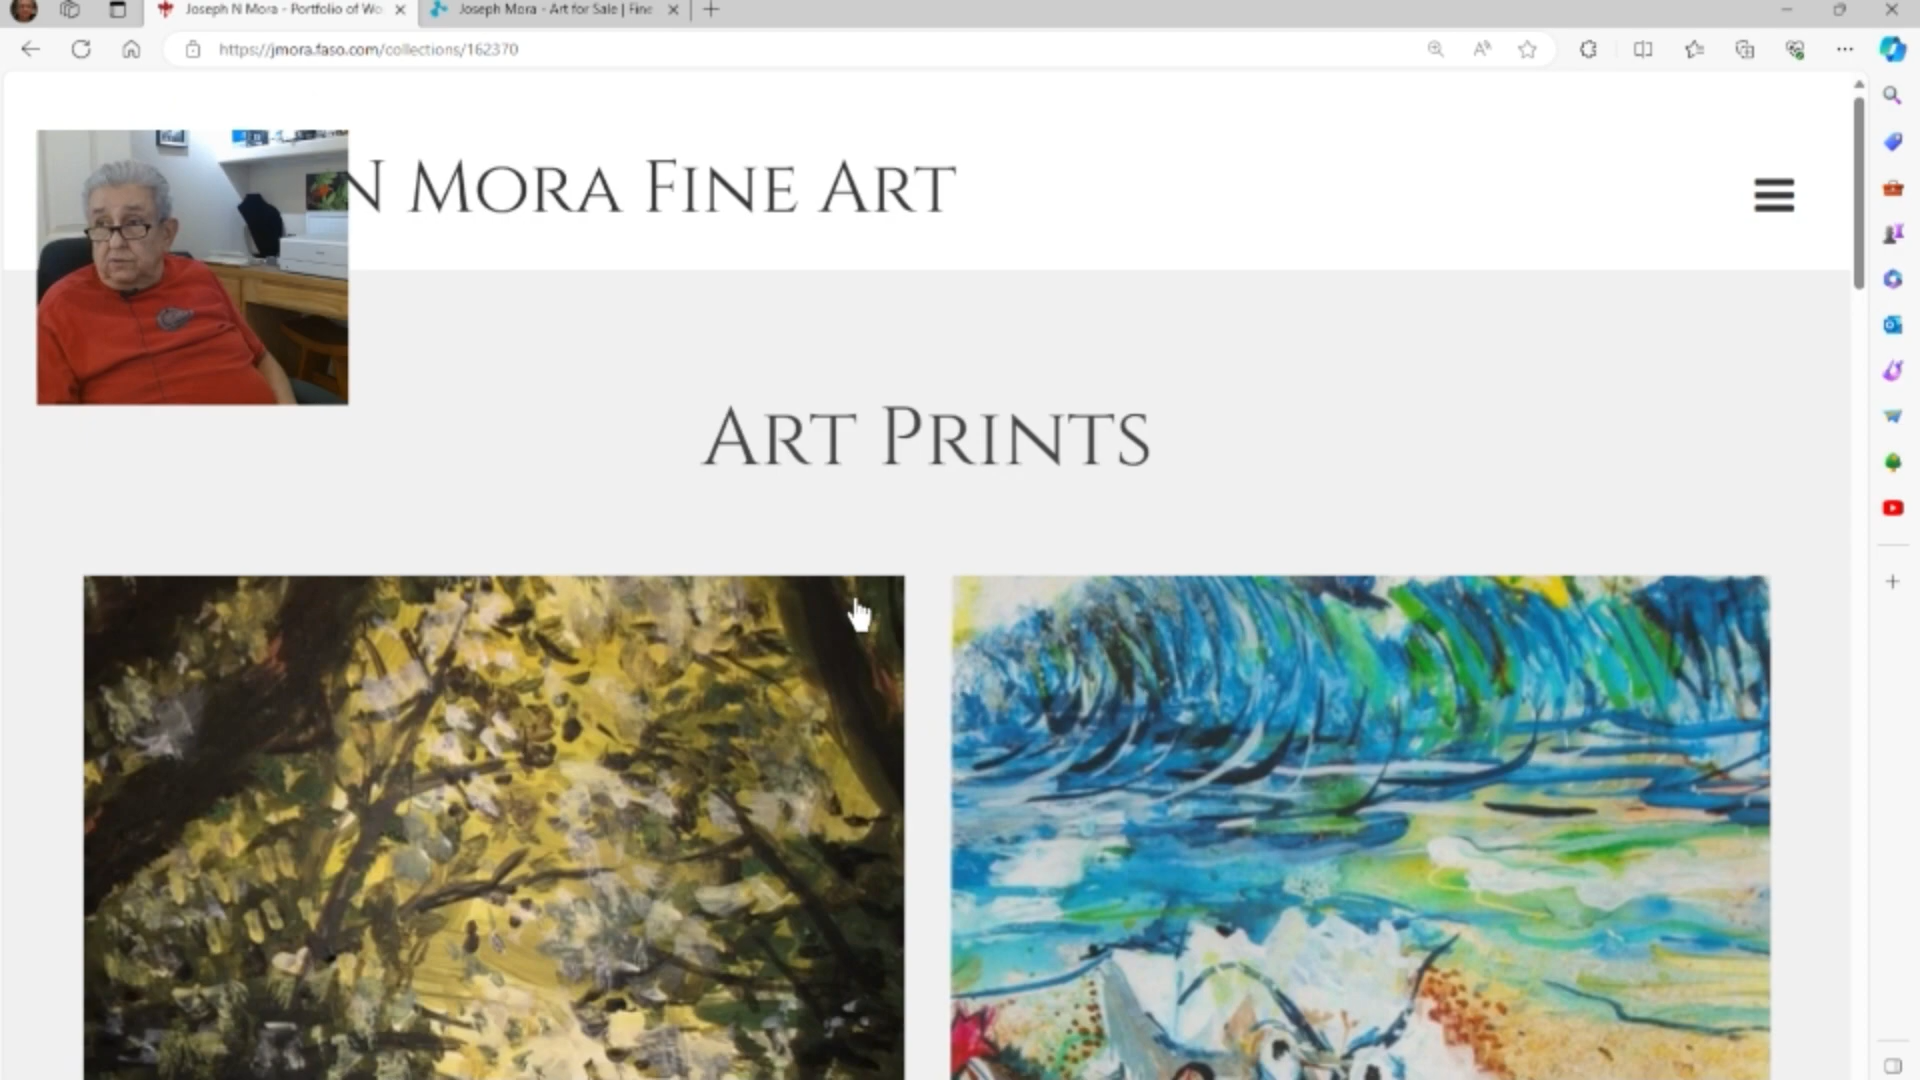 Joseph N Mora - Portfolio of Wo
Joseph Mora - Art for Sale | Fine
https://jmora.faso.com/collections/162370
N Mora Fine Art
Art Prints